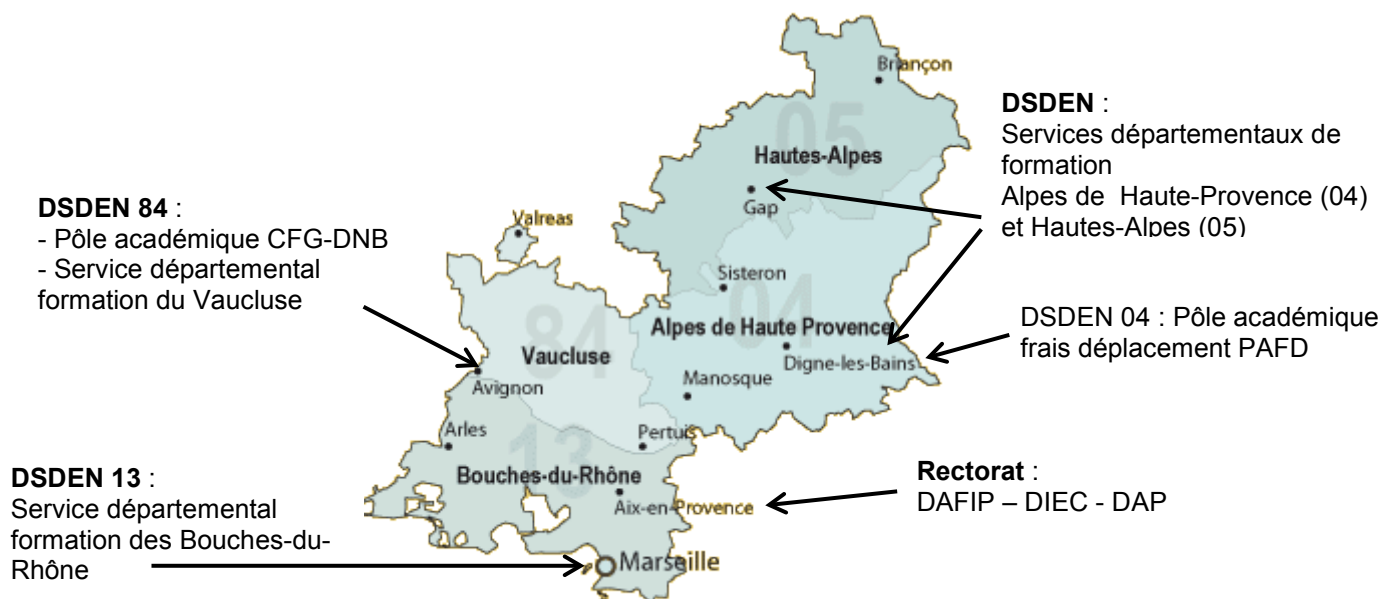 Briançon
05
Hautes-Alpes
Gap
DSDEN :
Services départementaux de
formation
Alpes de Haute-Provence (04)
et Hautes-Alpes (05)
DSDEN 84 :
- Pôle académique CFG-DNB
- Service départemental
formation du Vaucluse
Valreas
Sisteron
04
Alpes de Haute Provence
Digne-les-Bains
Manosque
DSDEN 04 : Pôle académique
frais déplacement PAFD
84
Vaucluse
Avignon
Arles
Pertuis
13
Bouches-du-Rhône
Aix-en-Provence
Marseille
DSDEN 13 :
Service départemental
formation des Bouches-du-
Rhône
Rectorat :
DAFIP – DIEC - DAP